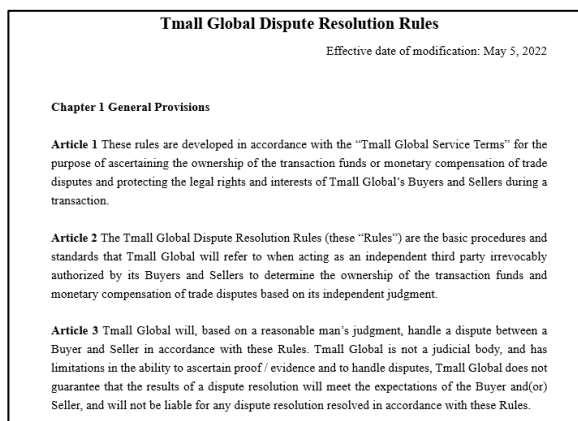 Tmall Global Dispute Resolution Rules
Effective date of modification: May 5, 2022
Chapter 1 General Provisions
Article 1 These rules are developed in accordance with the “Tmall Global Service Terms” for the
purpose of ascertaining the ownership of the transaction funds or monetary compensation of trade
disputes and protecting the legal rights and interests of Tmall Global’s Buyers and Sellers during a
transaction.
Article 2 The Tmall Global Dispute Resolution Rules (these “Rules”) are the basic procedures and
standards that Tmall Global will refer to when acting as an independent third party irrevocably
authorized by its Buyers and Sellers to determine the ownership of the transaction funds and
monetary compensation of trade disputes based on its independent judgment.
Article 3 Tmall Global will, based on a reasonable man’s judgment, handle a dispute between a
Buyer and Seller in accordance with these Rules. Tmall Global is not a judicial body, and has
limitations in the ability to ascertain proof / evidence and to handle disputes, Tmall Global does not
guarantee that the results of a dispute resolution will meet the expectations of the Buyer and(or)
Seller, and will not be liable for any dispute resolution resolved in accordance with these Rules.